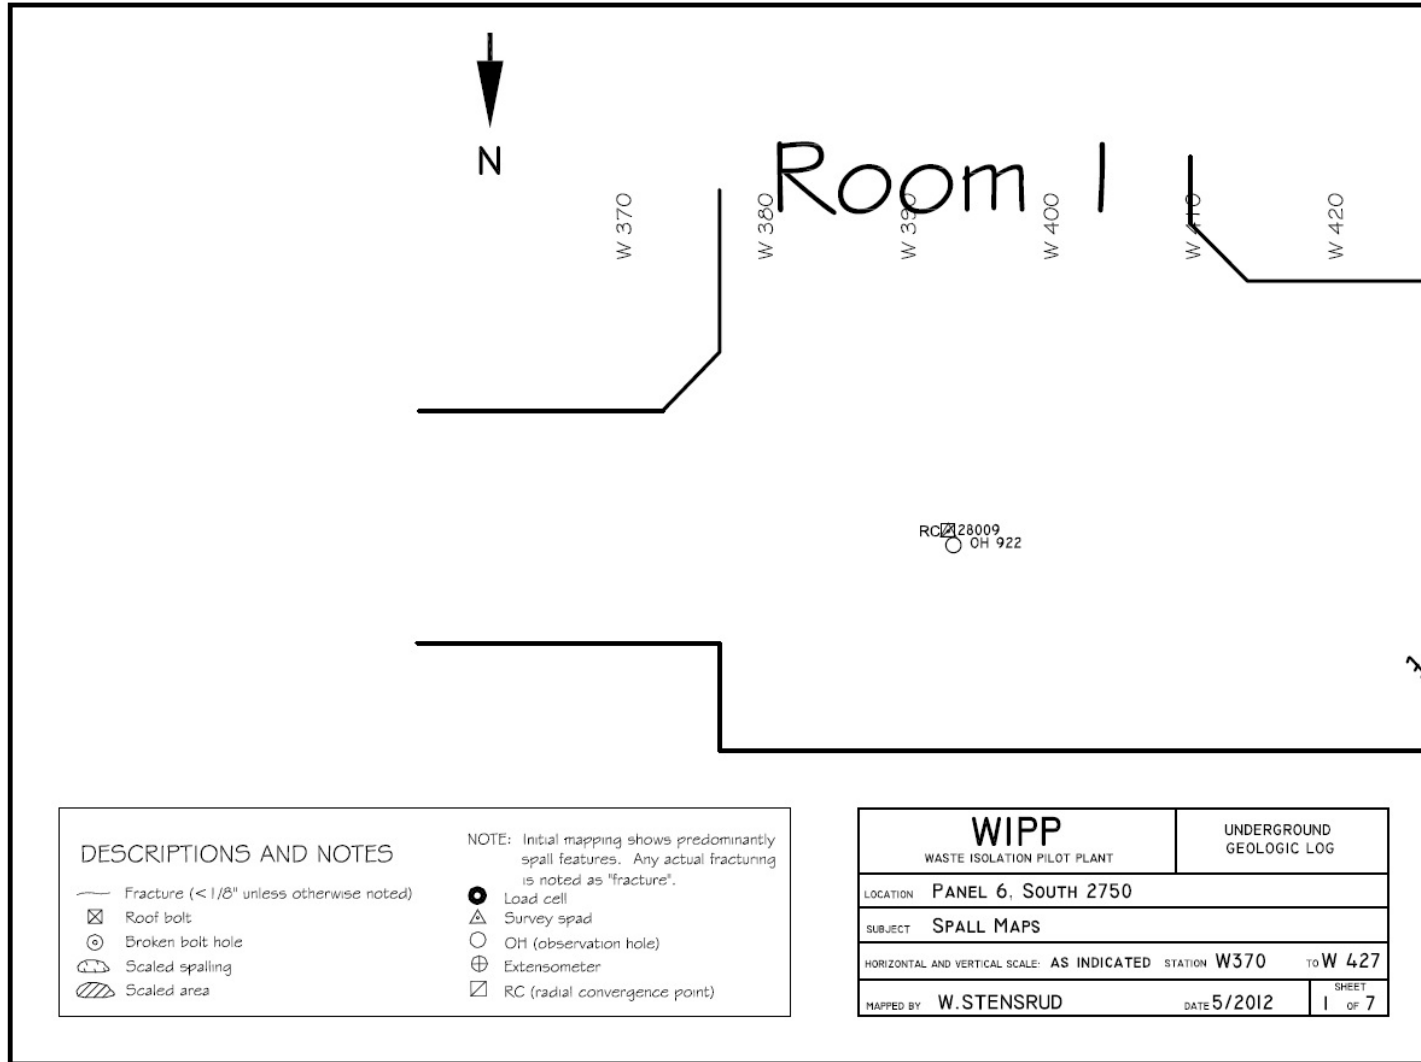 N
Room 1
W 370
W 380
W 390
W 400
W 410
W 420
RC 28009
OH 922
DESCRIPTIONS AND NOTES
Fracture (<1/8" unless otherwise noted)
Roof bolt
Broken bolt hole
Scaled spalling
Scaled area
NOTE: Initial mapping shows predominantly
spall features. Any actual fracturing
is noted as "fracture".
Load cell
Survey spad
OH (observation hole)
Extensometer
RC (radial convergence point)
WIPP
WASTE ISOLATION PILOT PLANT
UNDERGROUND
GEOLOGIC LOG
LOCATION PANEL 6, SOUTH 2750
SUBJECT SPALL MAPS
HORIZONTAL AND VERTICAL SCALE: AS INDICATED STATION W370 TO W 427
MAPPED BY W.STENSRUD DATE 5/2012
SHEET
1 OF 7